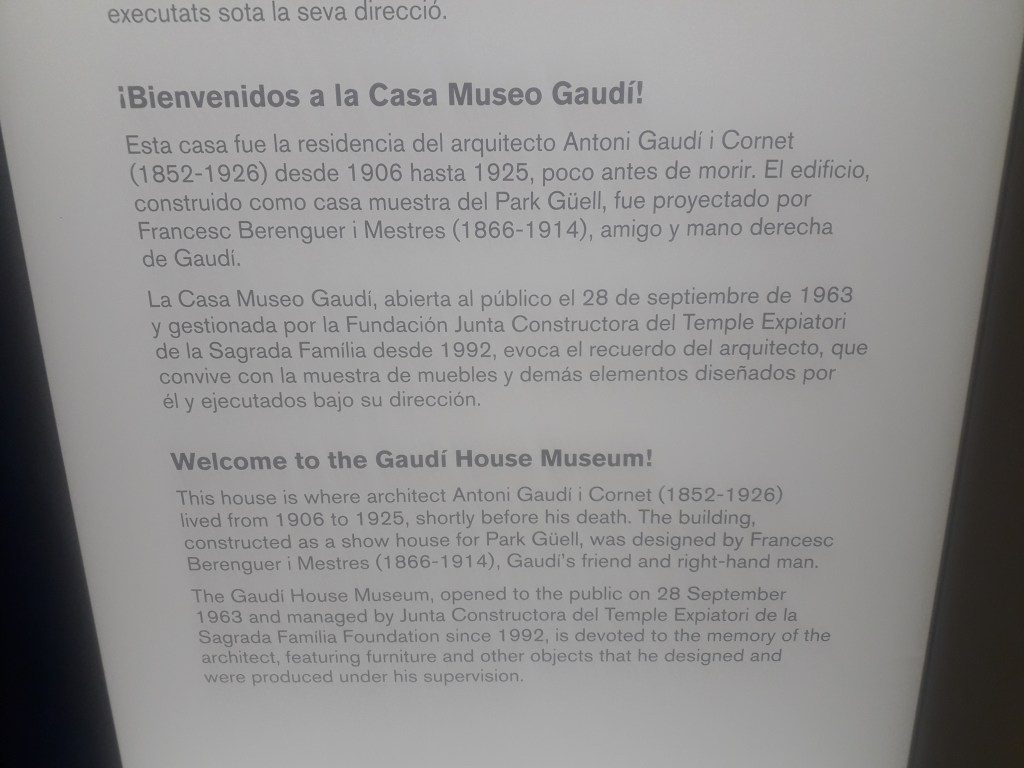 executats sota la seva direcció.
¡Bienvenidos a la Casa Museo Gaudí!
Esta casa fue la residencia del arquitecto Antoni Gaudí i Cornet
(1852-1926) desde 1906 hasta 1925, poco antes de morir. El edificio,
construido como casa muestra del Park Güell, fue proyectado por
Francesc Berenguer i Mestres (1866-1914), amigo y mano derecha
de Gaudí.
La Casa Museo Gaudí, abierta al público el 28 de septiembre de 1963
y gestionada por la Fundación Junta Constructora del Temple Expiatori
de la Sagrada Família desde 1992, evoca el recuerdo del arquitecto, que
convive con la muestra de muebles y demás elementos diseñados por
él y ejecutados bajo su dirección.
Welcome to the Gaudí House Museum!
This house is where architect Antoni Gaudí i Cornet (1852-1926)
lived from 1906 to 1925, shortly before his death. The building,
constructed as a show house for Park Güell, was designed by Francesc
Berenguer i Mestres (1866-1914), Gaudí's friend and right-hand man.
The Gaudí House Museum, opened to the public on 28 September
1963 and managed by Junta Constructora del Temple Expiatori de la
Sagrada Família Foundation since 1992, is devoted to the memory of the
architect, featuring furniture and other objects that he designed and
were produced under his supervision.